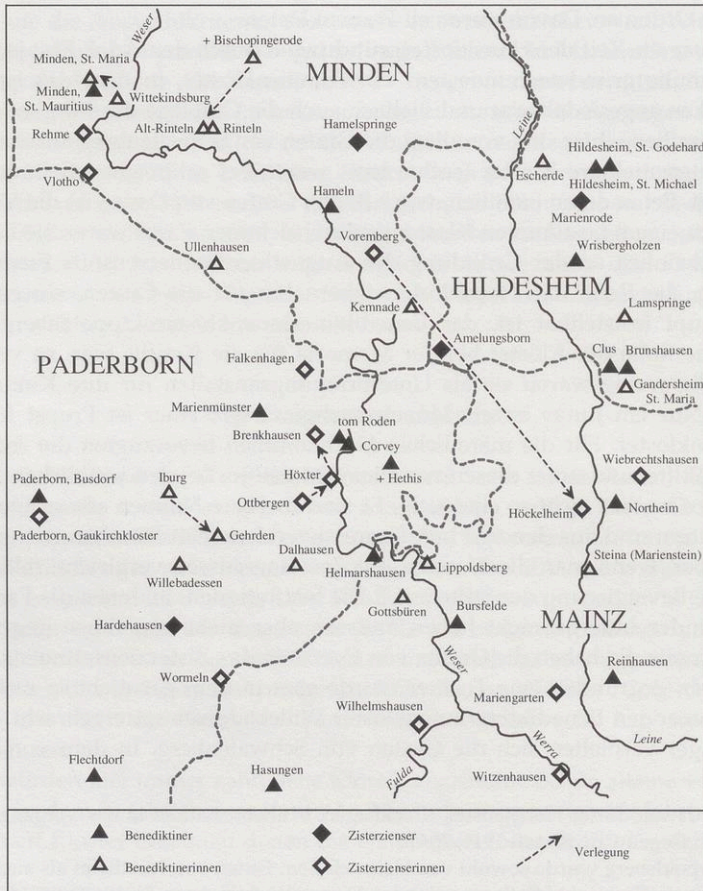 Weser
+ Bischopingerode
Minden, St. Maria
MINDEN
Minden,
St. Mauritius
Wittekindsburg
Leine
Rehme
Alt-Rinteln
Rinteln
Hamelspringe
Hildesheim, St. Godehard
Escherde
Hildesheim, St. Michael
Vlotho
Marienrode
Hameln
Ullenhausen
Voremberg
Wrisbergholzen
HILDESHEIM
Kemnade
Lamspringe
Amelungsborn
PADERBORN
Falkenhagen
Clus
Brunshausen
Gandersheim
St. Maria
Marienmünster
tom Roden
Brenkhausen
Corvey
Wiebrechtshausen
Paderborn, Busdorf
Iburg
Höxter
+ Hethis
Ottbergen
Höckelheim
Northeim
Paderborn, Gaukirchkloster
Gehrden
Dalhausen
Helmarshausen
Lippoldsberg
Steina (Marienstein)
Willebadessen
Gottsbüren
Bursfelde
MAINZ
Hardehausen
Weser
Reinhausen
Wormeln
Mariengarten
Wilhelmshausen
Leine
Flechtdorf
Hasungen
Fulda
Werra
Witzenhausen
Benediktiner
Zisterzienser
Verlegung
Benediktinerinnen
Zisterzienserinnen